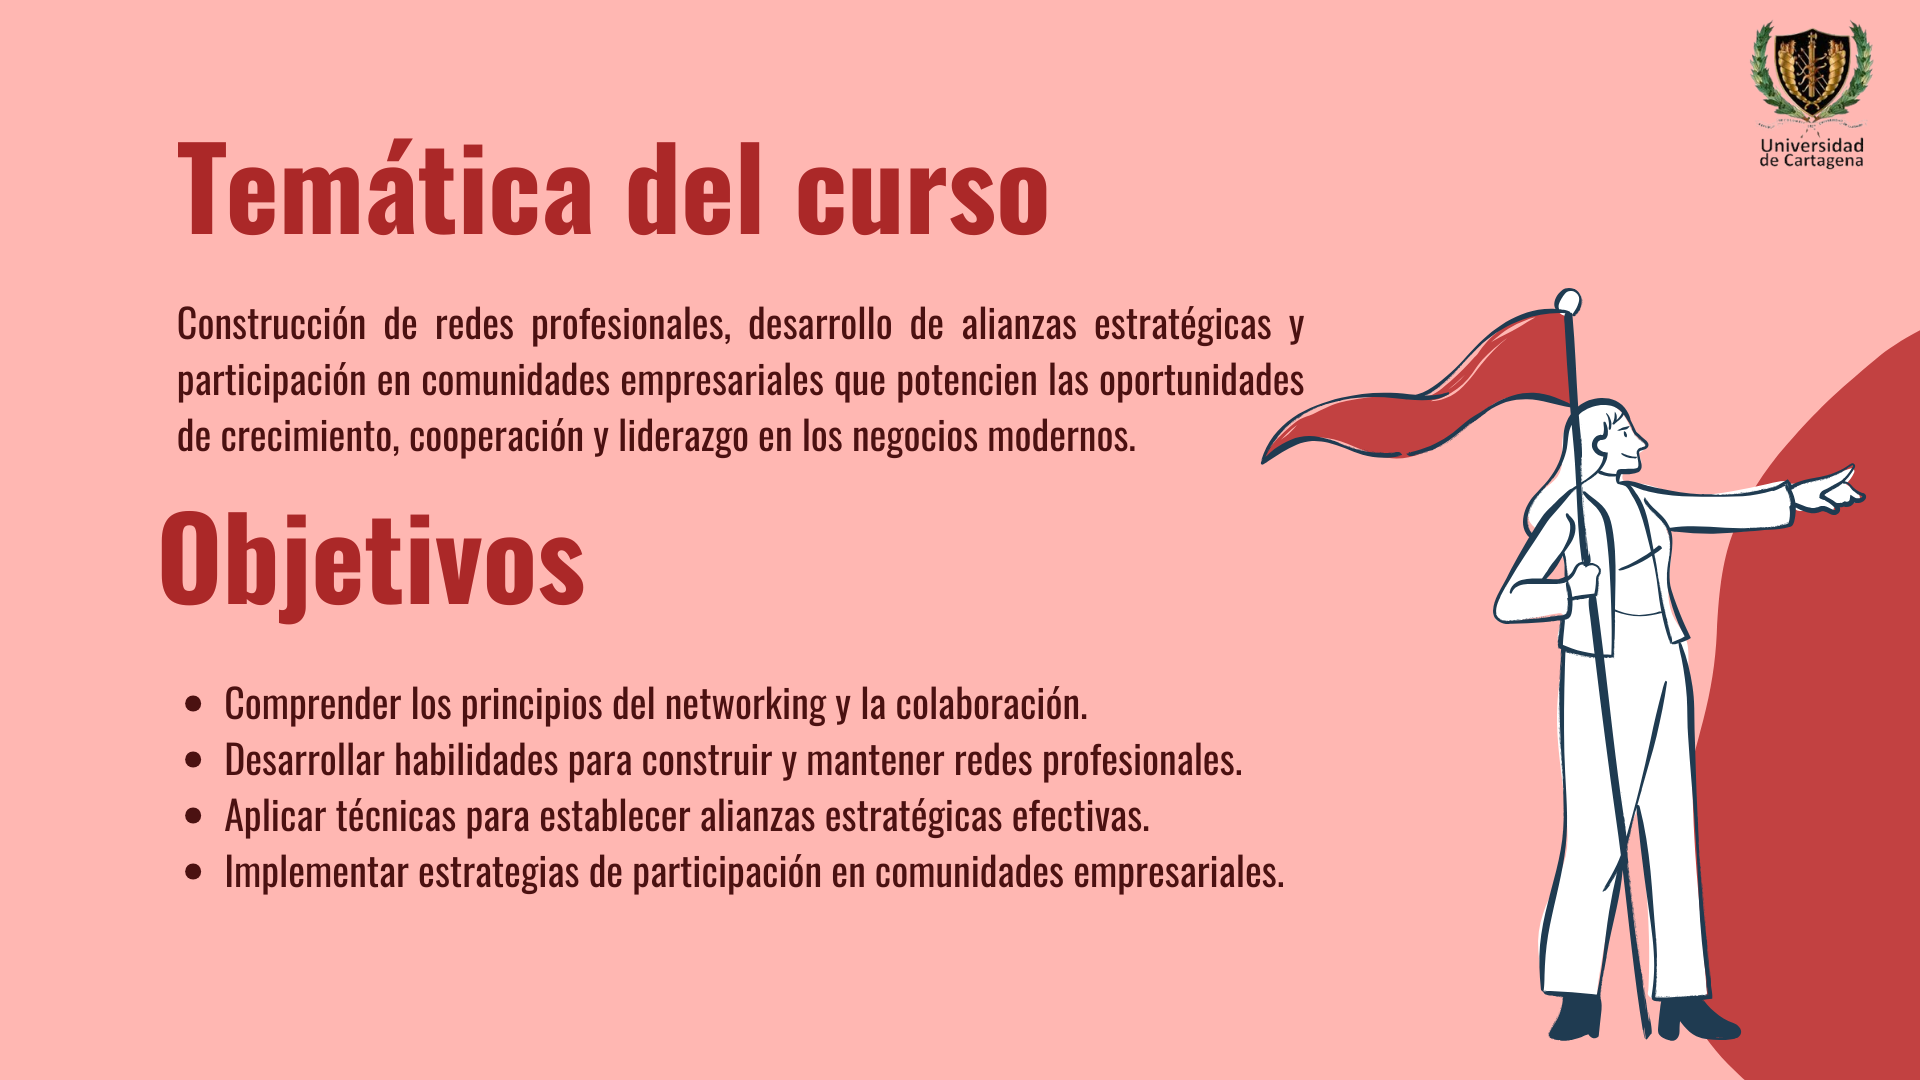 Universidad
de Cartagena
Temática del curso
Construcción de redes profesionales, desarrollo de alianzas estratégicas y
participación en comunidades empresariales que potencien las oportunidades
de crecimiento, cooperación y liderazgo en los negocios modernos.
Objetivos
• Comprender los principios del networking y la colaboración.
• Desarrollar habilidades para construir y mantener redes profesionales.
• Aplicar técnicas para establecer alianzas estratégicas efectivas.
• Implementar estrategias de participación en comunidades empresariales.